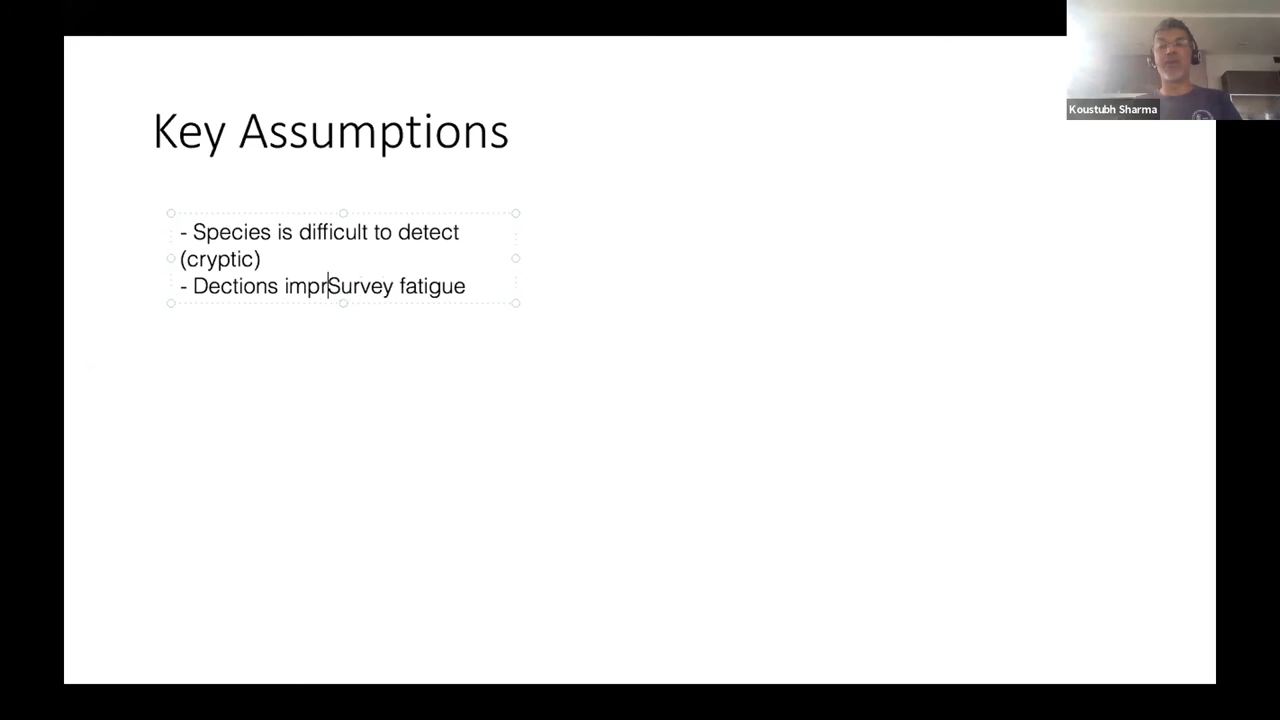 Koustubh Sharma
Key Assumptions
- Species is difficult to detect
(cryptic)
- Dections imprSurvey fatigue